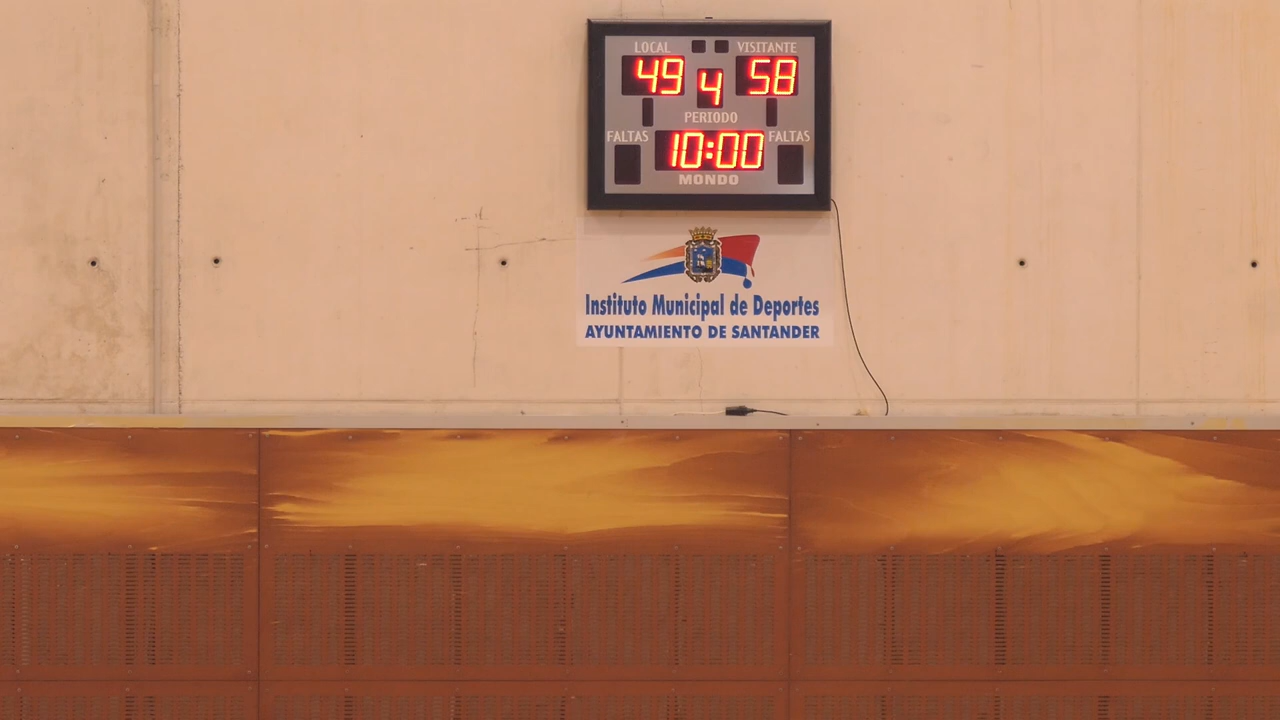 LOCAL VISITANTE
49 4 58
PERIODO
FALTAS 10:00 FALTAS
MONDO
Instituto Municipal de Deportes
AYUNTAMIENTO DE SANTANDER